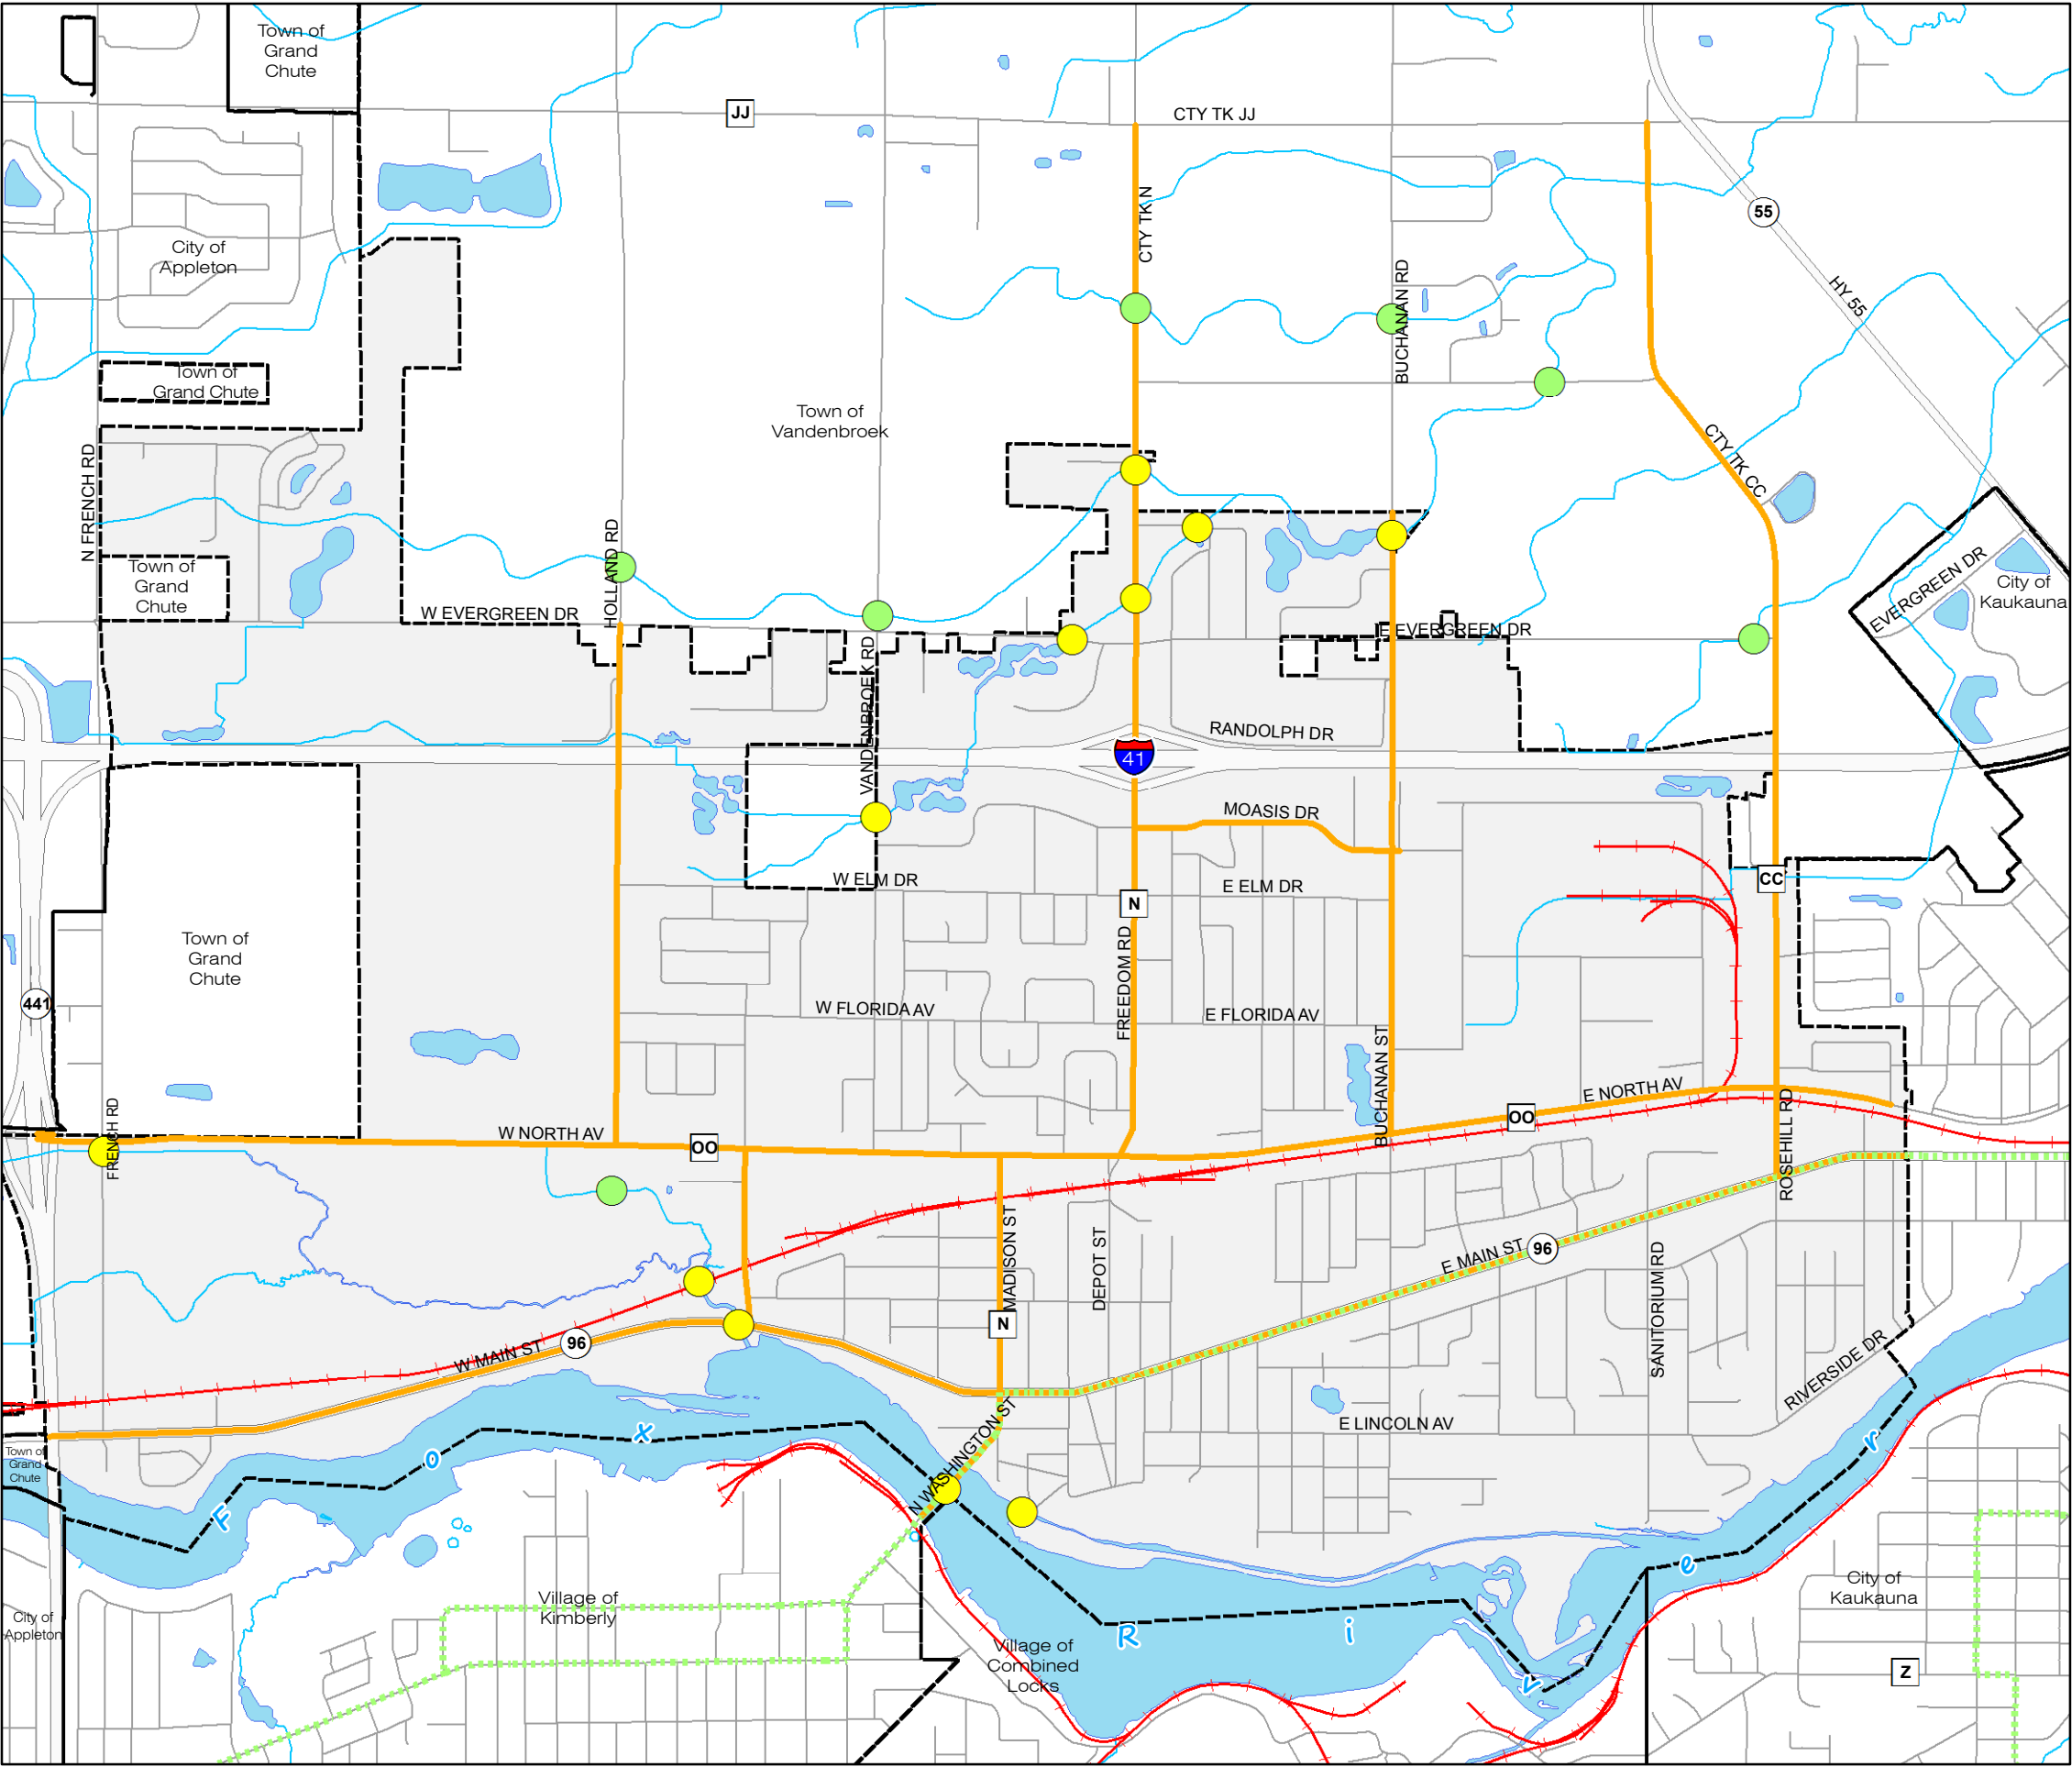 Town of
Grand
Chute
JJ
CTY TK JJ
CTY TK N
55
City of
Appleton
BUCHANAN RD
HY 55
Town of
Grand Chute
Town of
Vandenbroek
N FRENCH RD
CTY TK CC
HOLLAND RD
Town of
Grand
Chute
EVERGREEN DR
City of
Kaukauna
W EVERGREEN DR
E EVERGREEN DR
VANDENBROEK RD
RANDOLPH DR
41
MOASIS DR
W ELM DR
E ELM DR
CC
N
FREEDOM RD
Town of
Grand
Chute
441
W FLORIDA AV
E FLORIDA AV
BUCHANAN ST
E NORTH AV
OO
FRENCH RD
W NORTH AV
OO
ROSEHILL RD
MADISON ST
DEPOT ST
E MAIN ST
96
SANITORIUM RD
N
W MAIN ST
96
RIVERSIDE DR
E LINCOLN AV
N WASHINGTON ST
Town of
Grand
Chute
F o x
R i v e r
City of
Appleton
Village of
Kimberly
Village of
Combined
Locks
City of
Kaukauna
Z